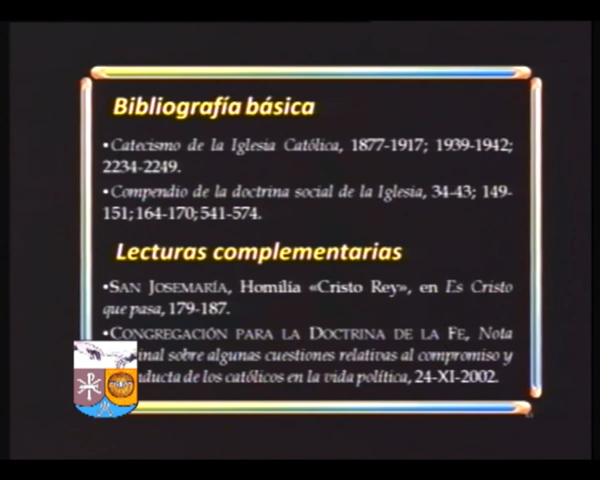 Bibliografía básica
•Catecismo de la Iglesia Católica, 1877-1917; 1939-1942;
2234-2249.
•Compendio de la doctrina social de la Iglesia, 34-43; 149-
151; 164-170; 541-574.
Lecturas complementarias
•SAN JOSEMARÍA, Homilía «Cristo Rey», en Es Cristo
que pasa, 179-187.
•CONGREGACIÓN PARA LA DOCTRINA DE LA FE, Nota
inal sobre algunas cuestiones relativas al compromiso y
ducta de los católicos en la vida política, 24-XI-2002.